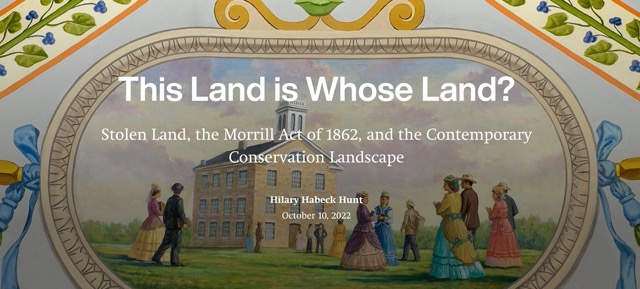 This Land is Whose Land?
Stolen Land, the Morrill Act of 1862, and the Contemporary
Conservation Landscape
Hilary Habeck Hunt
October 10, 2022